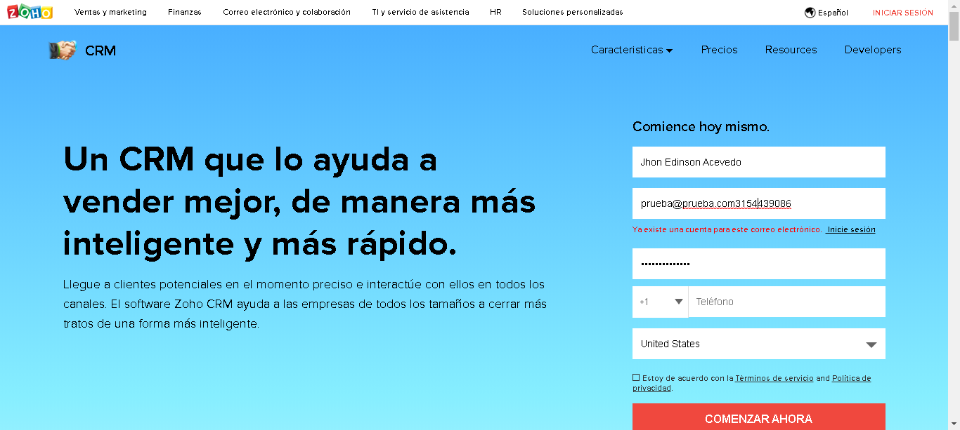 ZOHO Ventas y marketing Finanzas Correo electrónico y colaboración TI y servicio de asistencia HR Soluciones personalizadas Español INICIAR SESIÓN
CRM Caracteristicas Precios Resources Developers
Comience hoy mismo.
Un CRM que lo ayuda a
vender mejor, de manera más
inteligente y más rápido.
Llegue a clientes potenciales en el momento preciso e interactúe con ellos en todos los
canales. El software Zoho CRM ayuda a las empresas de todos los tamaños a cerrar más
tratos de una forma más inteligente.
Jhon Edinson Acevedo
prueba@prueba.com3154439086
Ya existe una cuenta para este correo electrónico. Inicie sesión
••••••••••••••
+1 Teléfono
United States
Estoy de acuerdo con la Términos de servicio and Política de
privacidad.
COMENZAR AHORA